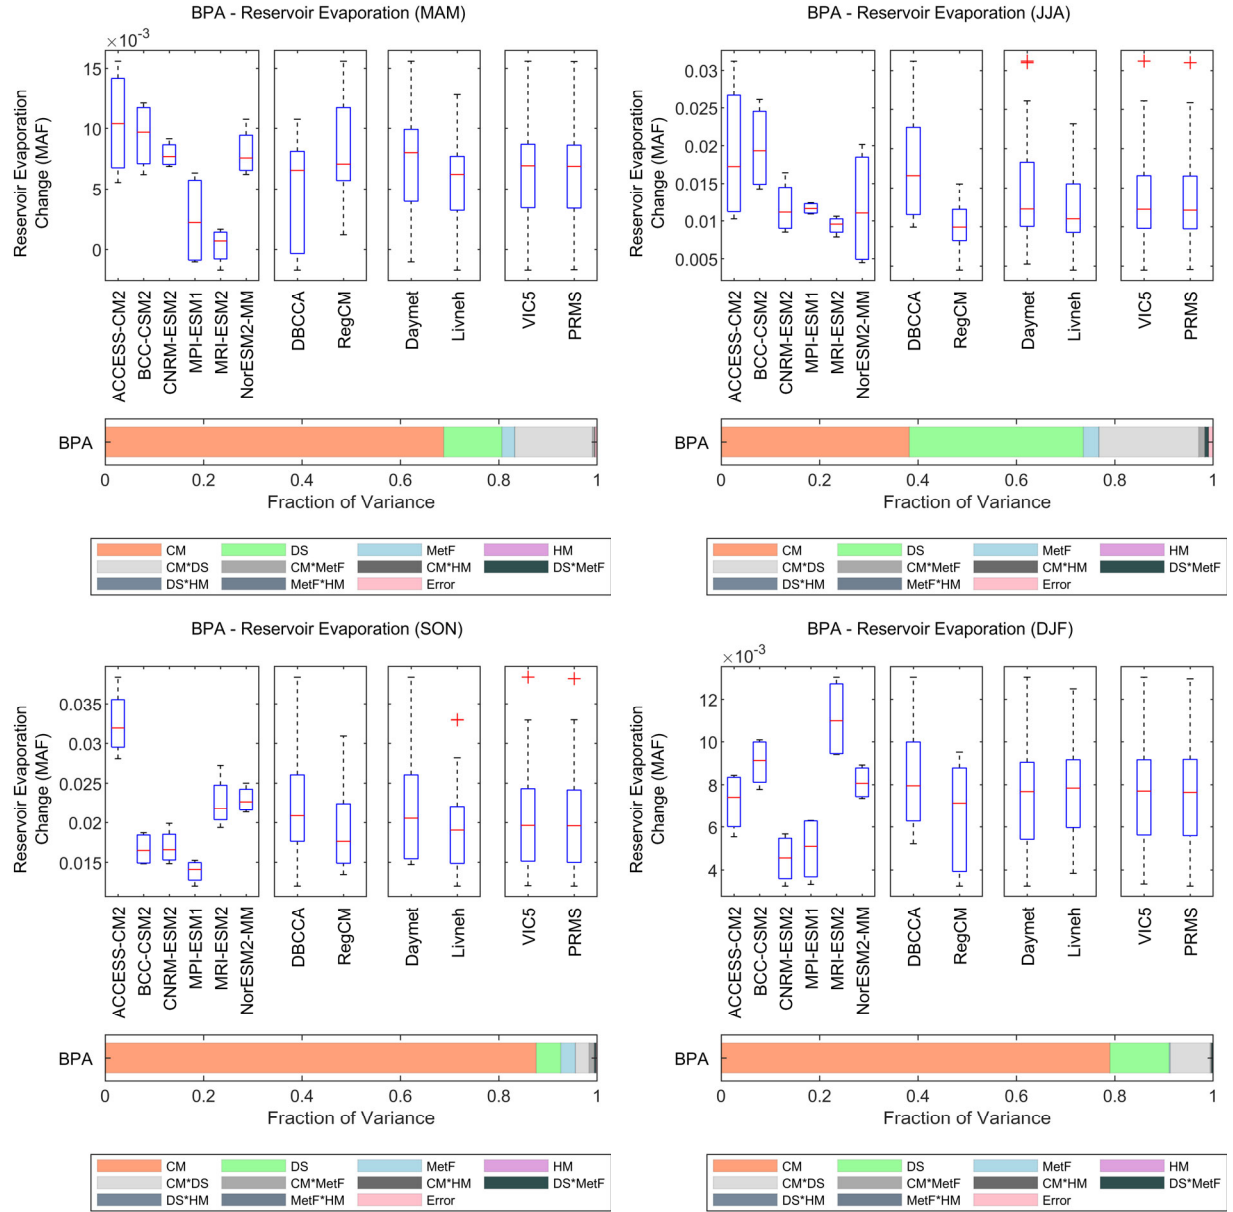 BPA - Reservoir Evaporation (MAM)
×10⁻³
Reservoir Evaporation
Change (MAF)
15
10
5
0
ACCESS-CM2
BCC-CSM2
CNRM-ESM2
MPI-ESM1
MRI-ESM2
NorESM2-MM
DBCCA
RegCM
Daymet
Livneh
VIC5
PRMS
BPA
0 0.2 0.4 0.6 0.8 1
Fraction of Variance
CM DS MetF HM
CM*DS CM*MetF CM*HM DS*MetF
DS*HM MetF*HM Error
BPA - Reservoir Evaporation (JJA)
Reservoir Evaporation
Change (MAF)
0.03
0.025
0.02
0.015
0.01
0.005
ACCESS-CM2
BCC-CSM2
CNRM-ESM2
MPI-ESM1
MRI-ESM2
NorESM2-MM
DBCCA
RegCM
Daymet
Livneh
VIC5
PRMS
BPA
0 0.2 0.4 0.6 0.8 1
Fraction of Variance
CM DS MetF HM
CM*DS CM*MetF CM*HM DS*MetF
DS*HM MetF*HM Error
BPA - Reservoir Evaporation (SON)
Reservoir Evaporation
Change (MAF)
0.035
0.03
0.025
0.02
0.015
ACCESS-CM2
BCC-CSM2
CNRM-ESM2
MPI-ESM1
MRI-ESM2
NorESM2-MM
DBCCA
RegCM
Daymet
Livneh
VIC5
PRMS
BPA
0 0.2 0.4 0.6 0.8 1
Fraction of Variance
CM DS MetF HM
CM*DS CM*MetF CM*HM DS*MetF
DS*HM MetF*HM Error
BPA - Reservoir Evaporation (DJF)
×10⁻³
Reservoir Evaporation
Change (MAF)
12
10
8
6
4
ACCESS-CM2
BCC-CSM2
CNRM-ESM2
MPI-ESM1
MRI-ESM2
NorESM2-MM
DBCCA
RegCM
Daymet
Livneh
VIC5
PRMS
BPA
0 0.2 0.4 0.6 0.8 1
Fraction of Variance
CM DS MetF HM
CM*DS CM*MetF CM*HM DS*MetF
DS*HM MetF*HM Error